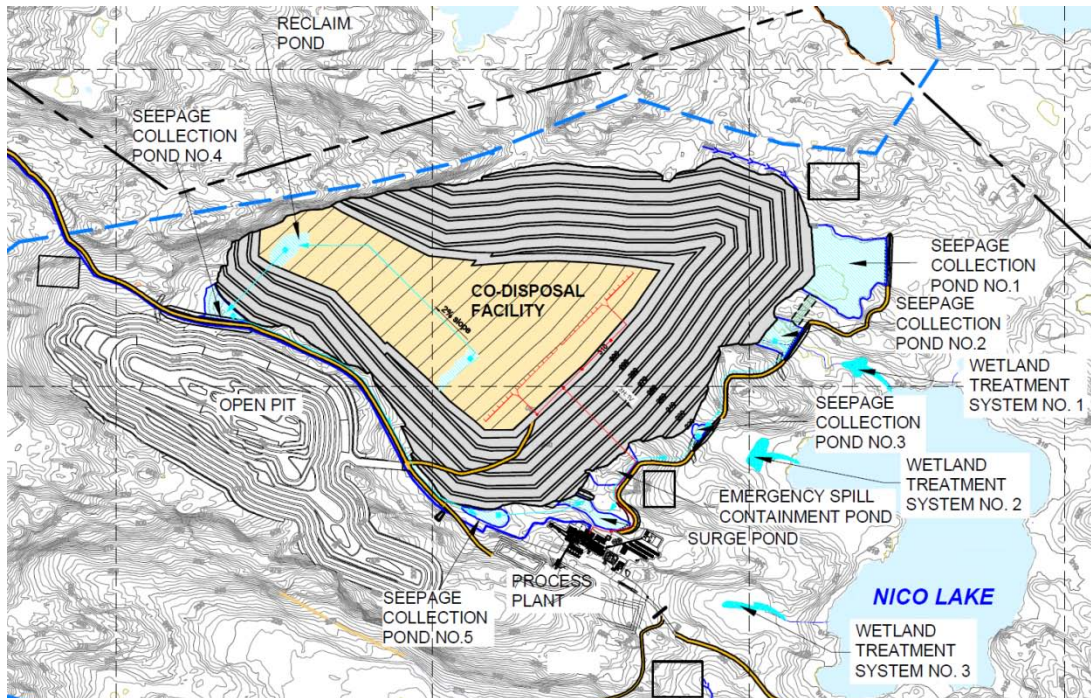 RECLAIM
POND
SEEPAGE
COLLECTION
POND NO.4
SEEPAGE
COLLECTION
POND NO.1
CO-DISPOSAL
FACILITY
~2% slope
SEEPAGE
COLLECTION
POND NO.2
WETLAND
TREATMENT
SYSTEM NO. 1
OPEN PIT
SEEPAGE
COLLECTION
POND NO.3
WETLAND
TREATMENT
SYSTEM NO. 2
EMERGENCY SPILL
CONTAINMENT POND
SURGE POND
PROCESS
PLANT
SEEPAGE
COLLECTION
POND NO.5
NICO LAKE
WETLAND
TREATMENT
SYSTEM NO. 3